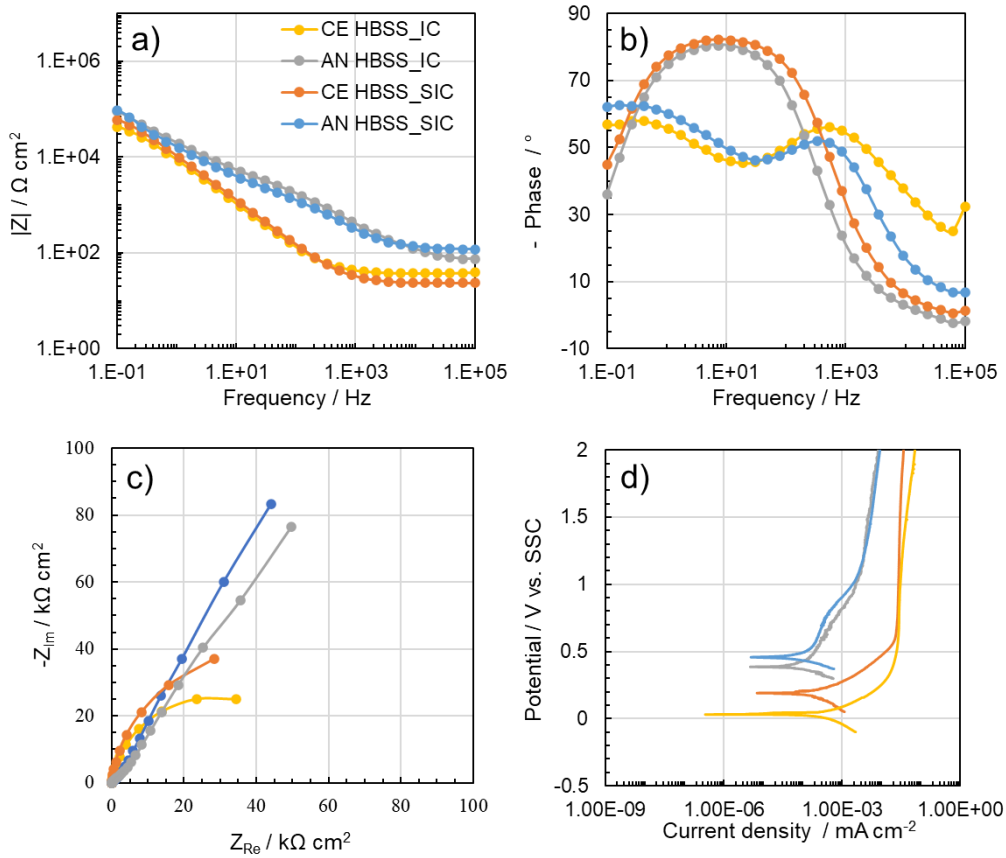 a)
CE HBSS_IC
AN HBSS_IC
CE HBSS_SIC
AN HBSS_SIC
1.E+06
1.E+04
1.E+02
1.E+00
|Z| / Ω cm²
1.E-01 1.E+01 1.E+03 1.E+05
Frequency / Hz
b)
90
70
50
30
10
-10
- Phase / °
1.E-01 1.E+01 1.E+03 1.E+05
Frequency / Hz
c)
100
80
60
40
20
0
-Z_Im / kΩ cm²
0 20 40 60 80 100
Z_Re / kΩ cm²
d)
2
1.5
1
0.5
0
-0.5
Potential / V vs. SSC
1.00E-09 1.00E-06 1.00E-03 1.00E+00
Current density / mA cm⁻²